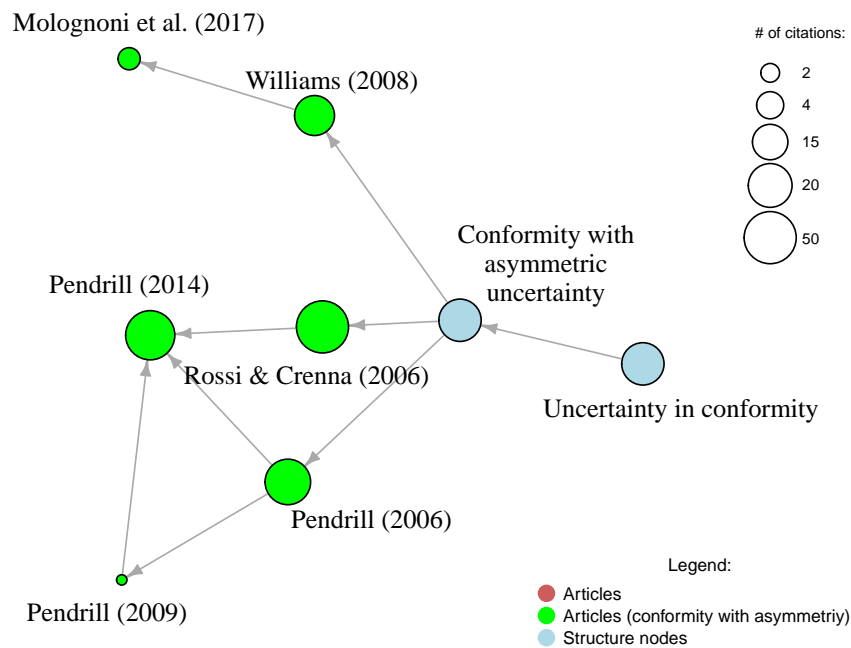 Molognoni et al. (2017)
# of citations:
Williams (2008)
2
4
15
20
50
Conformity with
asymmetric
uncertainty
Pendrill (2014)
Rossi & Crenna (2006)
Uncertainty in conformity
Pendrill (2006)
Pendrill (2009)
Legend:
Articles
Articles (conformity with asymmetriy)
Structure nodes